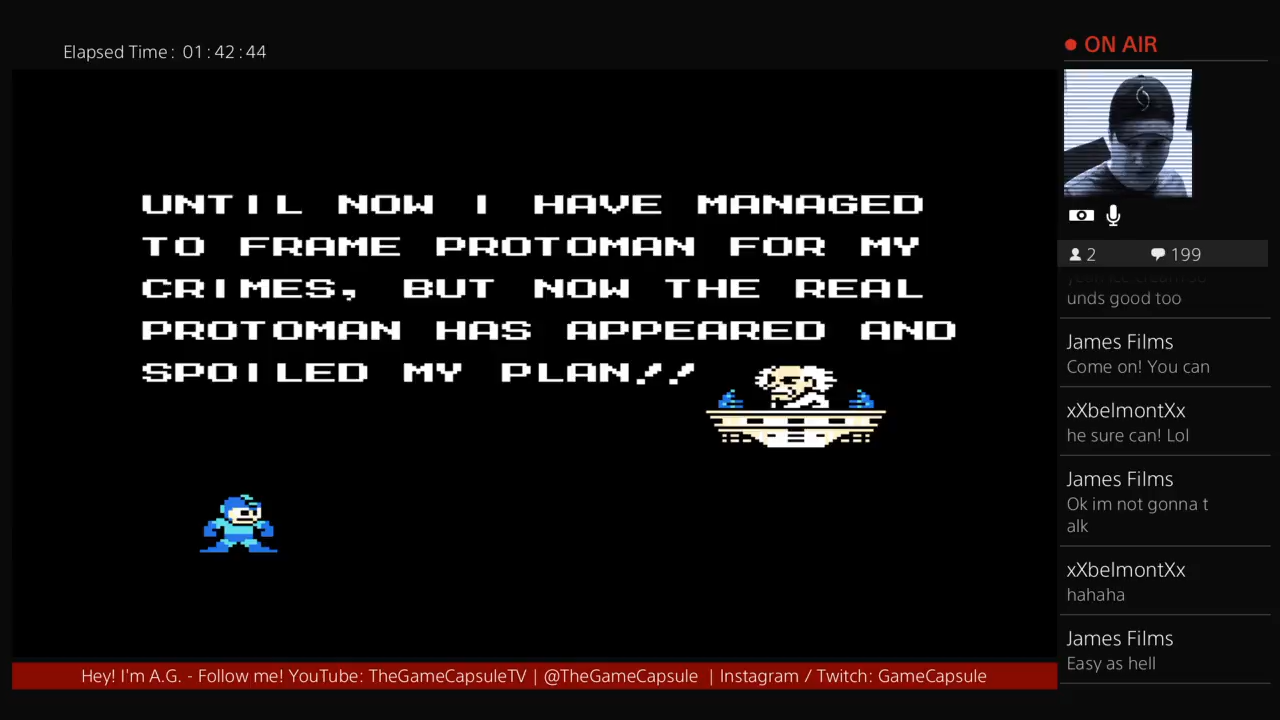 Elapsed Time: 01:42:44
ON AIR
UNTIL NOW I HAVE MANAGED
TO FRAME PROTOMAN FOR MY
CRIMES, BUT NOW THE REAL
PROTOMAN HAS APPEARED AND
SPOILED MY PLAN!!
2 199
unds good too
James Films
Come on! You can
xXbelmontXx
he sure can! Lol
James Films
Ok im not gonna t
alk
xXbelmontXx
hahaha
James Films
Easy as hell
Hey! I'm A.G. - Follow me! YouTube: TheGameCapsuleTV | @TheGameCapsule | Instagram / Twitch: GameCapsule